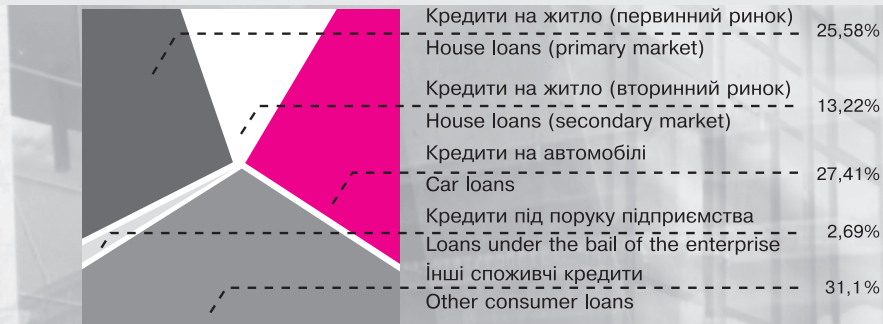 Кредити на житло (первинний ринок)
House loans (primary market)
25,58%
Кредити на житло (вторинний ринок)
House loans (secondary market)
13,22%
Кредити на автомобілі
Car loans
27,41%
Кредити під поруку підприємства
Loans under the bail of the enterprise
2,69%
Інші споживчі кредити
Other consumer loans
31,1%